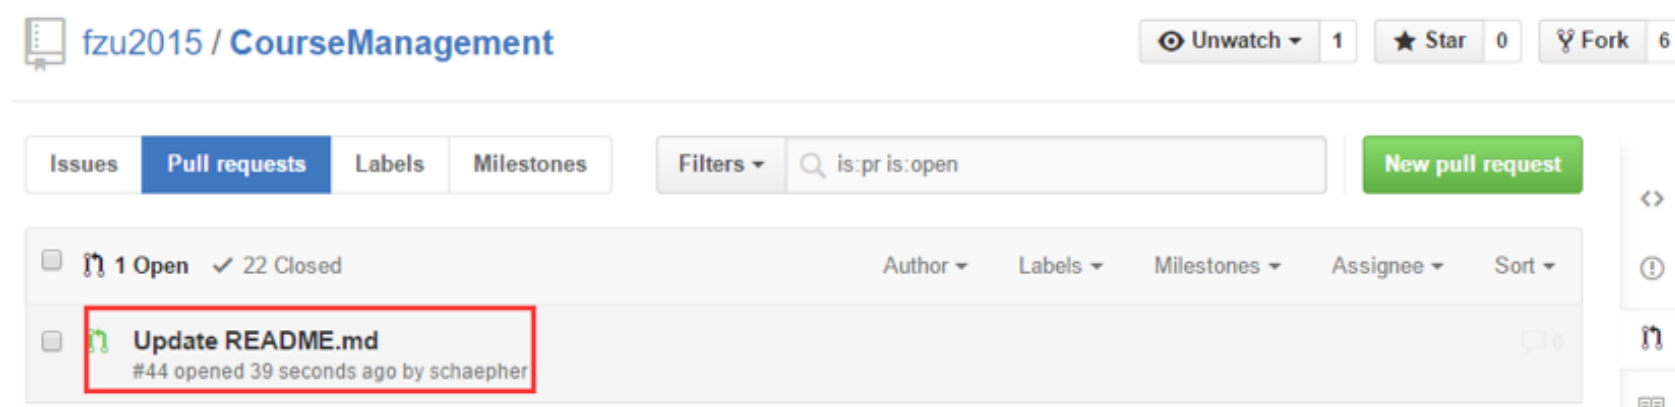 fzu2015 / CourseManagement Unwatch 1 Star 0 Fork 6
Issues Pull requests Labels Milestones Filters is:pr is:open New pull request
1 Open 22 Closed Author Labels Milestones Assignee Sort
Update README.md 0
#44 opened 39 seconds ago by schaepher